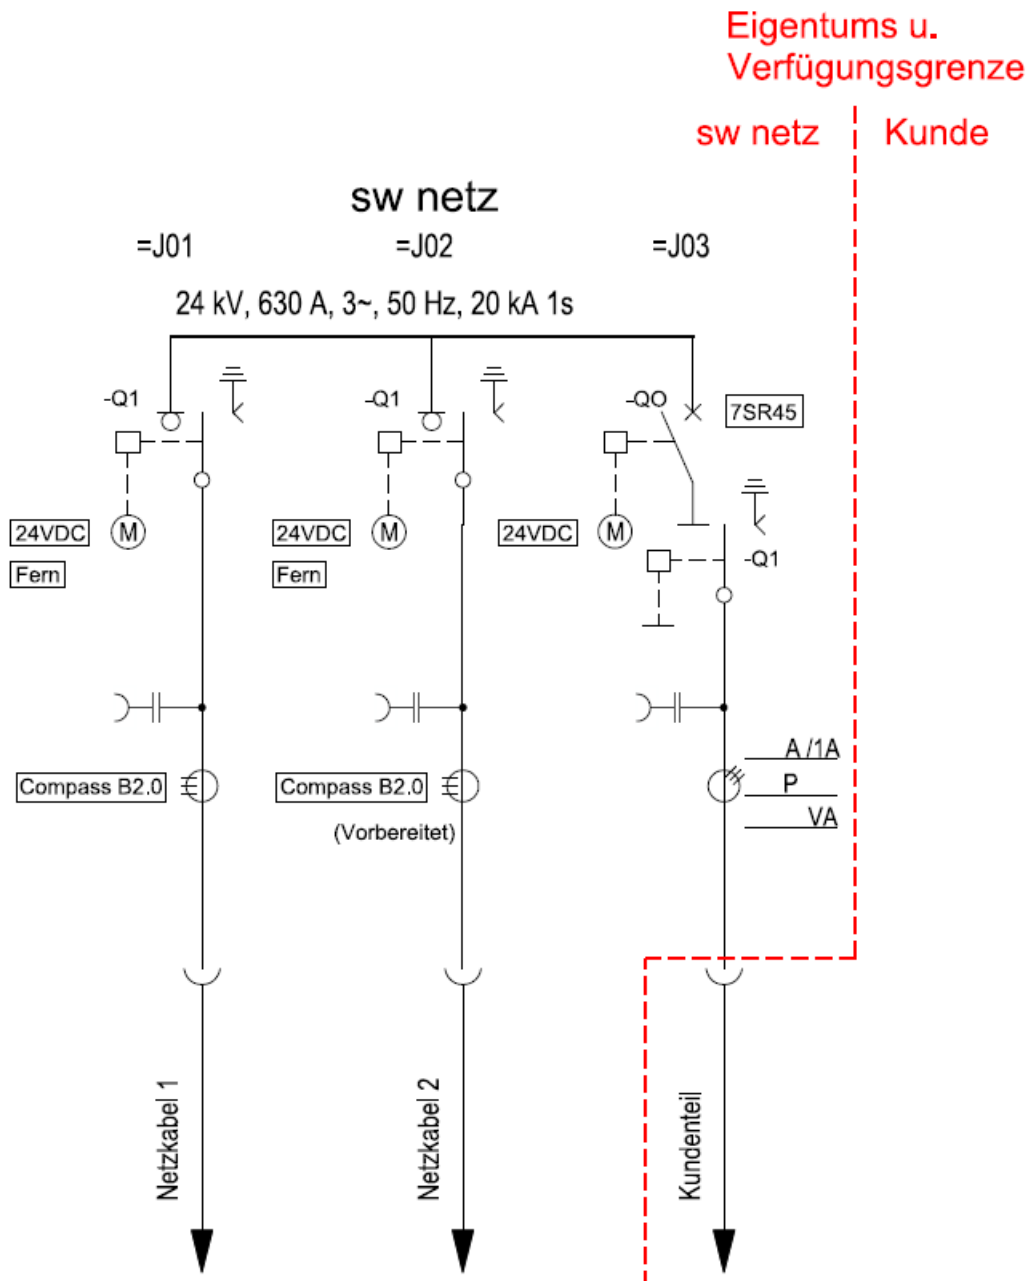 Eigentums u.
Verfügungsgrenze
sw netz
Kunde
sw netz
=J01
=J02
=J03
24 kV, 630 A, 3~, 50 Hz, 20 kA 1s
-Q1
-Q1
-QO
7SR45
24VDC
M
24VDC
M
24VDC
M
Fern
Fern
-Q1
A /1A
Compass B2.0
Compass B2.0
P
VA
(Vorbereitet)
Netzkabel 1
Netzkabel 2
Kundenteil